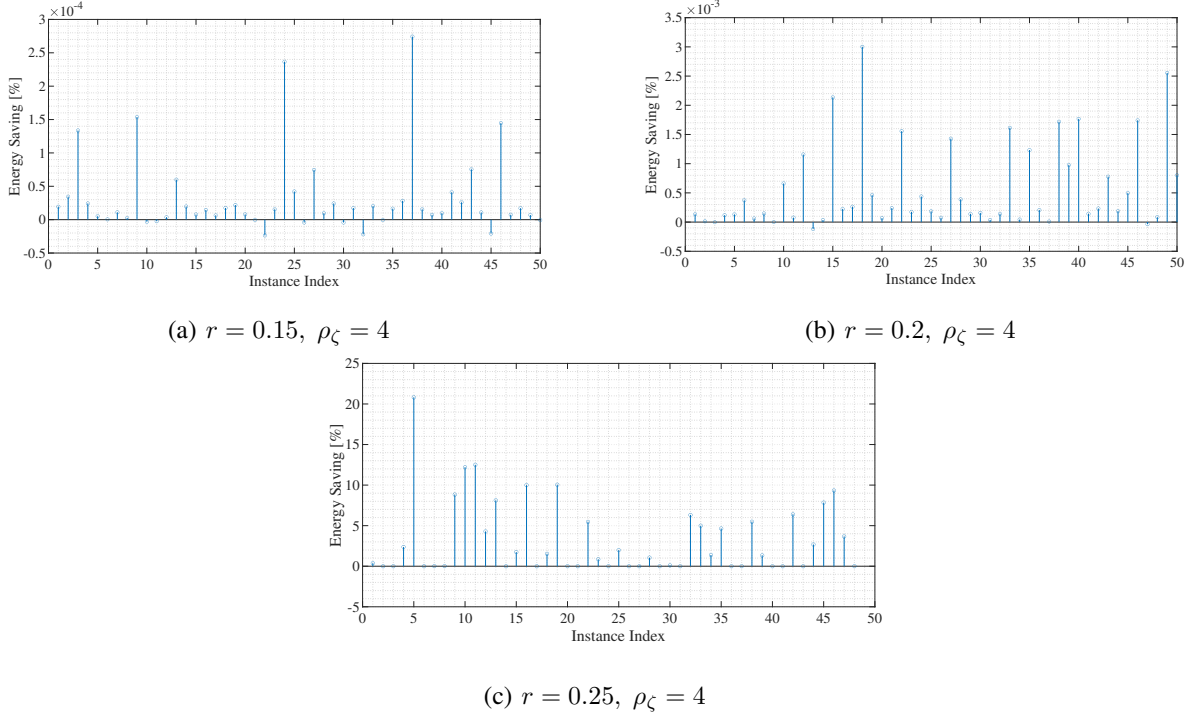 ×10⁻⁴
3
2.5
2
1.5
1
0.5
0
-0.5
Energy Saving [%]
0 5 10 15 20 25 30 35 40 45 50
Instance Index
(a) r = 0.15, ρ_ζ = 4
×10⁻³
3.5
3
2.5
2
1.5
1
0.5
0
-0.5
Energy Saving [%]
0 5 10 15 20 25 30 35 40 45 50
Instance Index
(b) r = 0.2, ρ_ζ = 4
25
20
15
10
5
0
-5
Energy Saving [%]
0 5 10 15 20 25 30 35 40 45 50
Instance Index
(c) r = 0.25, ρ_ζ = 4